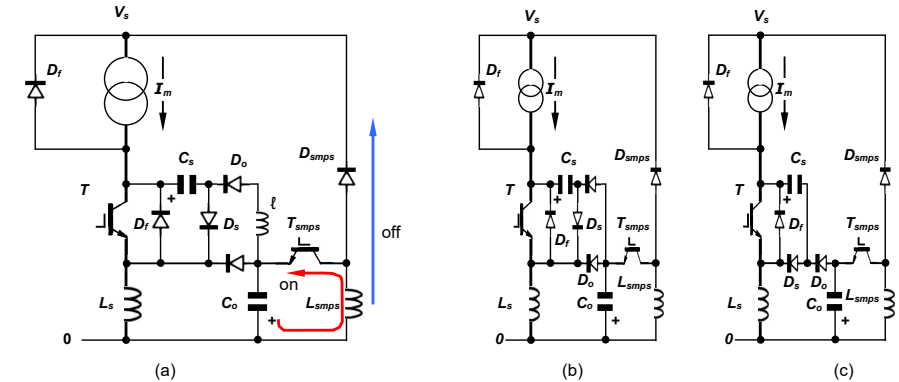 Vs
Df
Im
Cs
Do
Dsmps
T
+
ℓ
Df
Ds
Tsmps
off
on
Ls
Co
Lsmps
+
0
(a)
Vs
Df
Im
Cs
Dsmps
T
+
Ds
Tsmps
Df
Do
Lsmps
Ls
Co
+
0
(b)
Vs
Df
Im
Cs
Dsmps
T
+
Df
Tsmps
Ds
Do
Lsmps
Ls
Co
+
0
(c)